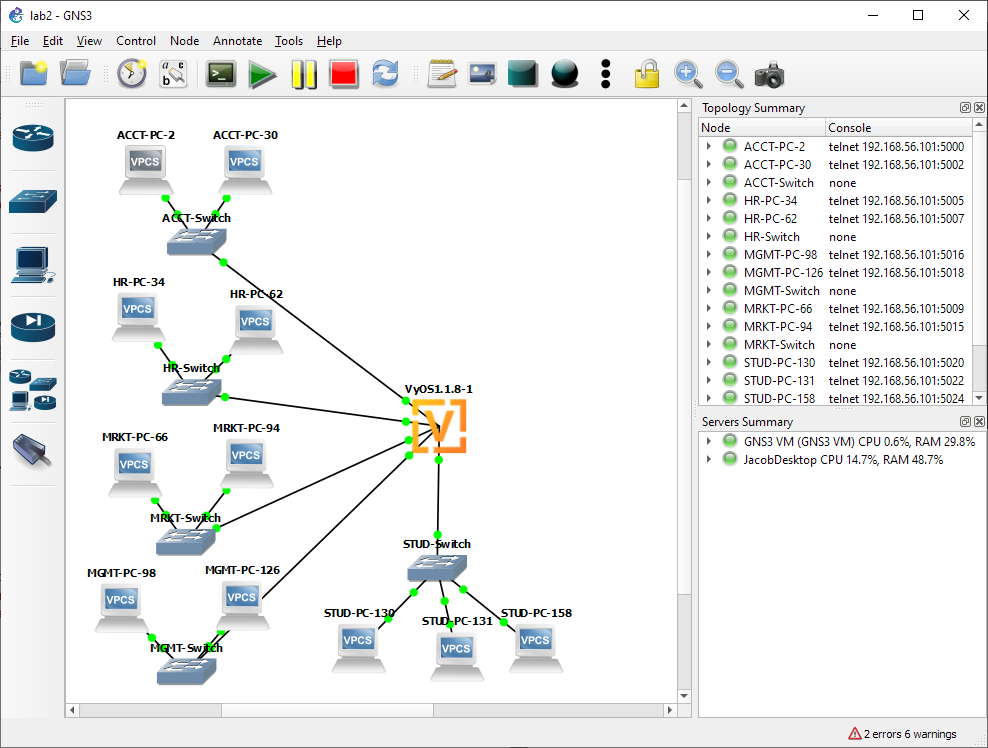 lab2 - GNS3
File Edit View Control Node Annotate Tools Help
Topology Summary
Node Console
ACCT-PC-2 telnet 192.168.56.101:5000
ACCT-PC-30 telnet 192.168.56.101:5002
ACCT-Switch none
HR-PC-34 telnet 192.168.56.101:5005
HR-PC-62 telnet 192.168.56.101:5007
HR-Switch none
MGMT-PC-98 telnet 192.168.56.101:5016
MGMT-PC-126 telnet 192.168.56.101:5018
MGMT-Switch none
MRKT-PC-66 telnet 192.168.56.101:5009
MRKT-PC-94 telnet 192.168.56.101:5015
MRKT-Switch none
STUD-PC-130 telnet 192.168.56.101:5020
STUD-PC-131 telnet 192.168.56.101:5022
STUD-PC-158 telnet 192.168.56.101:5024
Servers Summary
GNS3 VM (GNS3 VM) CPU 0.6%, RAM 29.8%
JacobDesktop CPU 14.7%, RAM 48.7%
ACCT-PC-2 ACCT-PC-30
VPCS VPCS
ACCT-Switch
HR-PC-34 HR-PC-62
VPCS VPCS
HR-Switch
VyOS1.1.8-1
V
MRKT-PC-66 MRKT-PC-94
VPCS VPCS
MRKT-Switch
STUD-Switch
MGMT-PC-98 MGMT-PC-126
VPCS VPCS
MGMT-Switch
STUD-PC-130 STUD-PC-131 STUD-PC-158
VPCS VPCS VPCS
2 errors 6 warnings